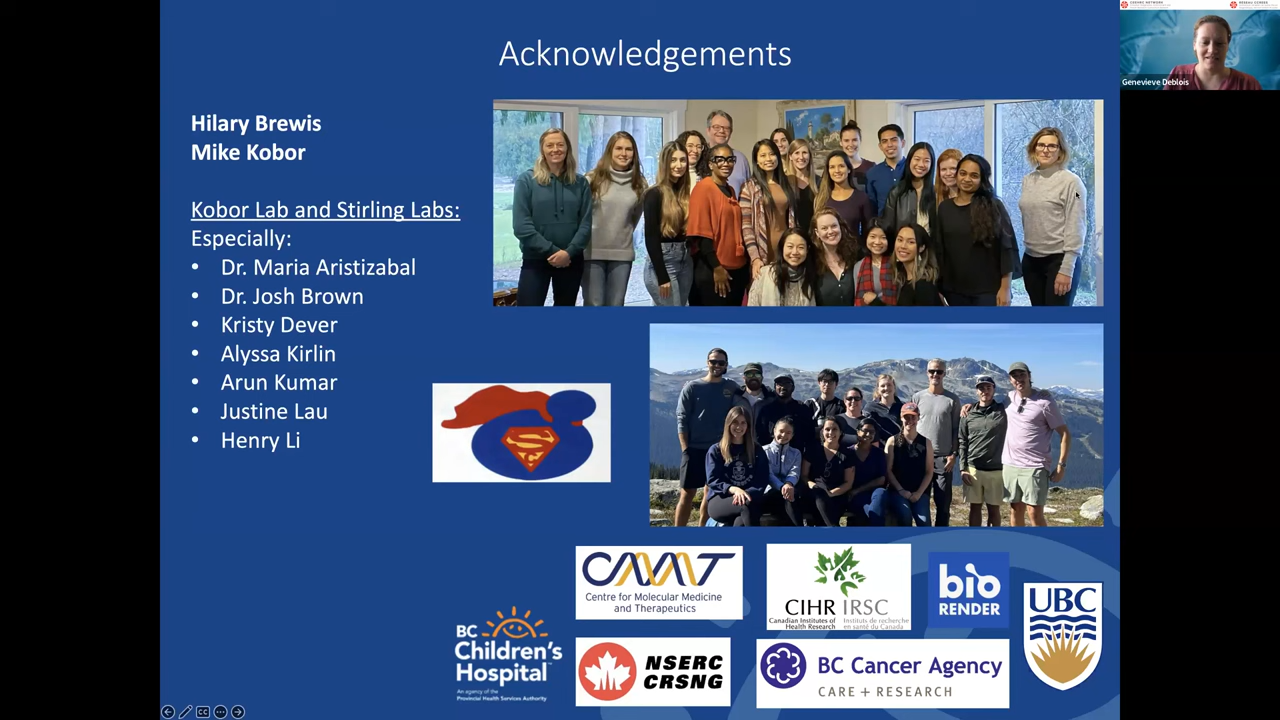 Acknowledgements
Genevieve Deblois
Hilary Brewis
Mike Kobor
Kobor Lab and Stirling Labs:
Especially:
• Dr. Maria Aristizabal
• Dr. Josh Brown
• Kristy Dever
• Alyssa Kirlin
• Arun Kumar
• Justine Lau
• Henry Li
CMMT
Centre for Molecular Medicine
and Therapeutics
CIHR IRSC
Canadian Institutes of
Health Research
Instituts de recherche
en santé du Canada
bio
RENDER
UBC
BC
Children's
Hospital
An agency of the
Provincial Health Services Authority
NSERC
CRSNG
BC Cancer Agency
CARE + RESEARCH
CC